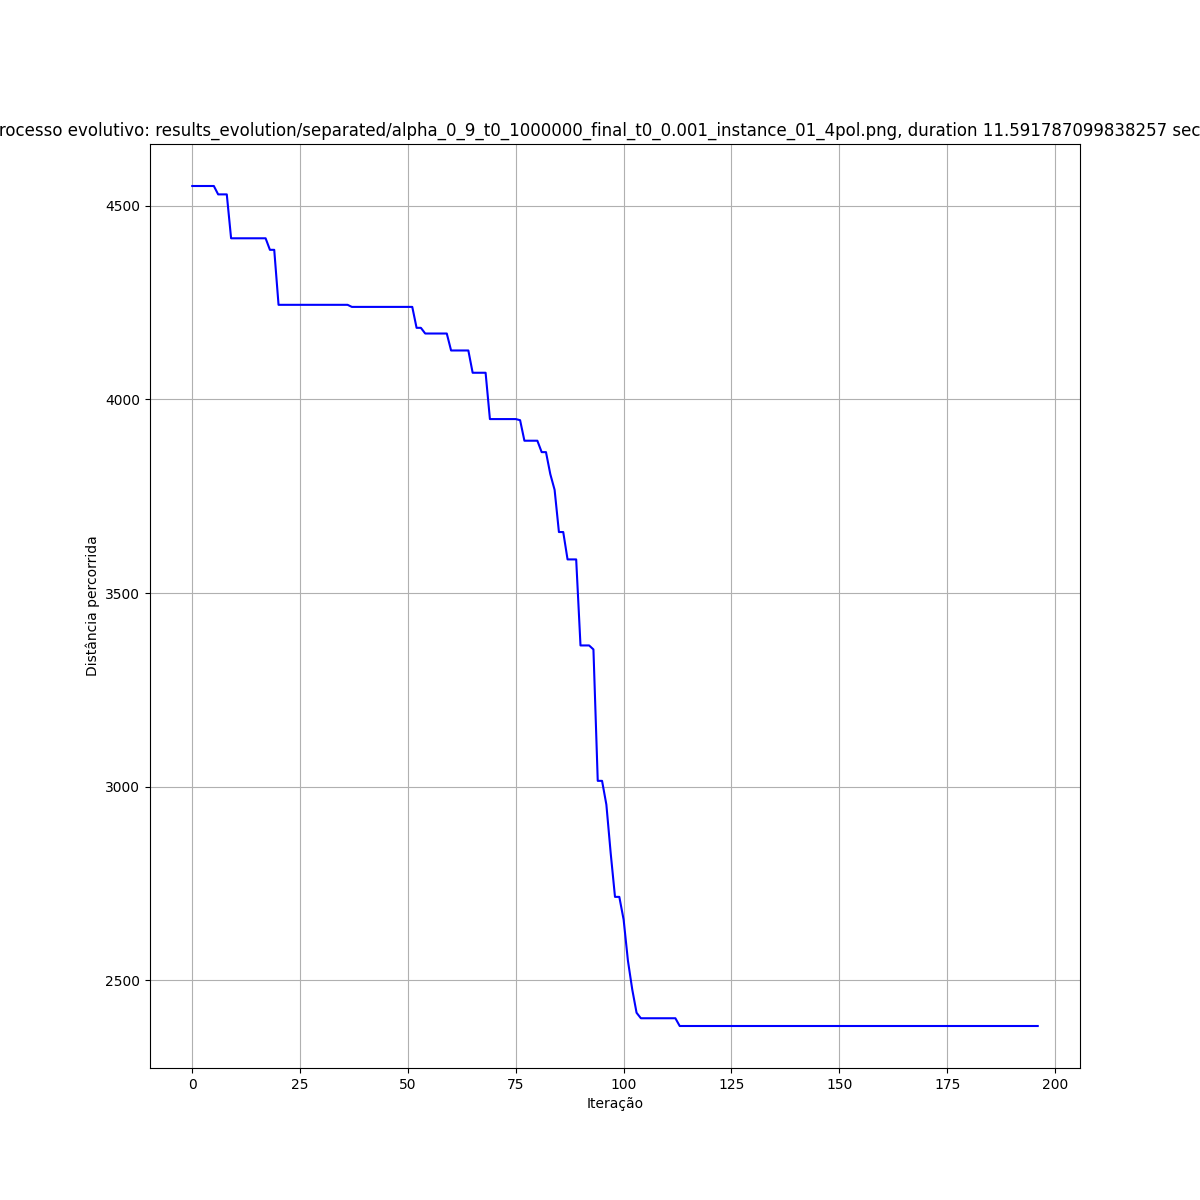 rocesso evolutivo: results_evolution/separated/alpha_0_9_t0_1000000_final_t0_0.001_instance_01_4pol.png, duration 11.591787099838257 sec
4500
4000
3500
3000
2500
Distância percorrida
0 25 50 75 100 125 150 175 200
Iteração